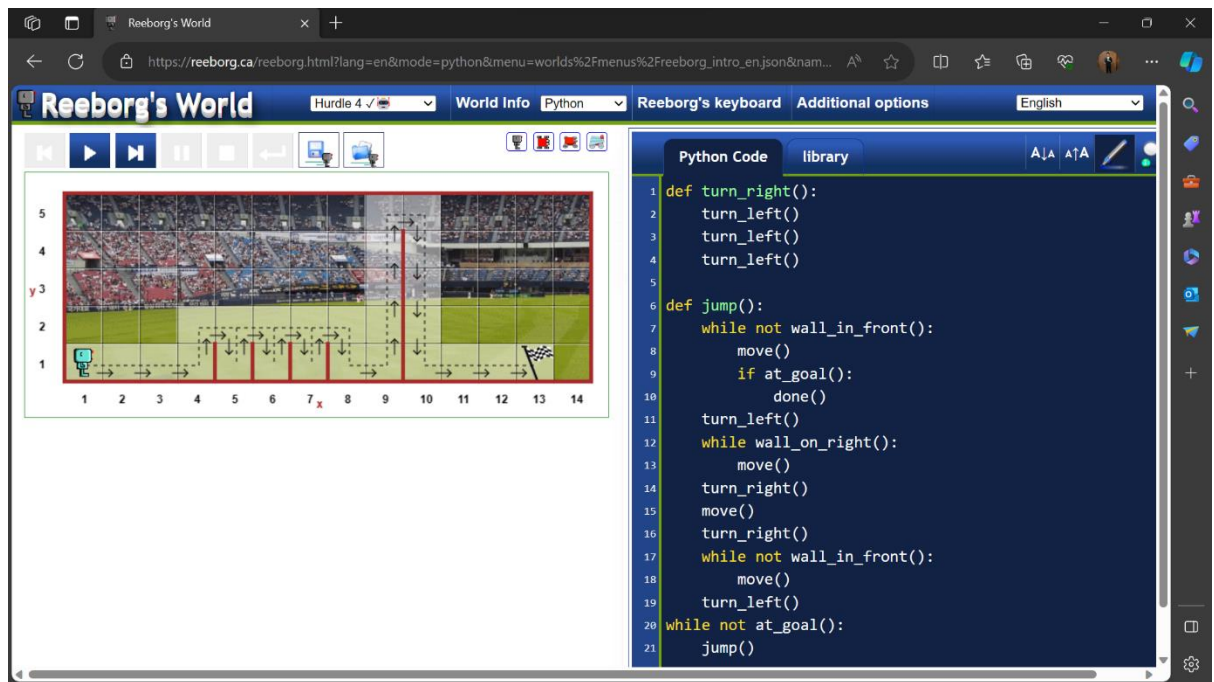 Reeborg's World
https://reeborg.ca/reeborg.html?lang=en&mode=python&menu=worlds%2Fmenus%2Freeborg_intro_en.json&nam...
Reeborg's World
Hurdle 4 ✓
World Info
Python
Reeborg's keyboard
Additional options
English
Python Code
library
A↓A
A↑A
5
4
y 3
2
1
1 2 3 4 5 6 7 x 8 9 10 11 12 13 14
1 def turn_right():
2     turn_left()
3     turn_left()
4     turn_left()
5
6 def jump():
7     while not wall_in_front():
8         move()
9         if at_goal():
10             done()
11     turn_left()
12     while wall_on_right():
13         move()
14     turn_right()
15     move()
16     turn_right()
17     while not wall_in_front():
18         move()
19     turn_left()
20 while not at_goal():
21     jump()